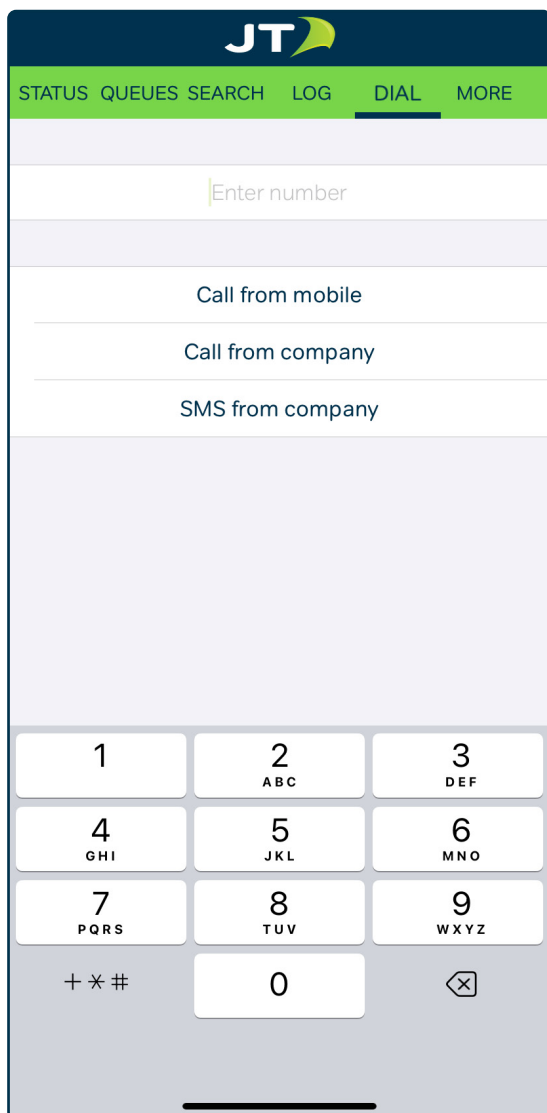 JT
STATUS QUEUES SEARCH LOG DIAL MORE
Enter number
Call from mobile
Call from company
SMS from company
1 2 3
ABC DEF
4 5 6
GHI JKL MNO
7 8 9
PQRS TUV WXYZ
+*# 0